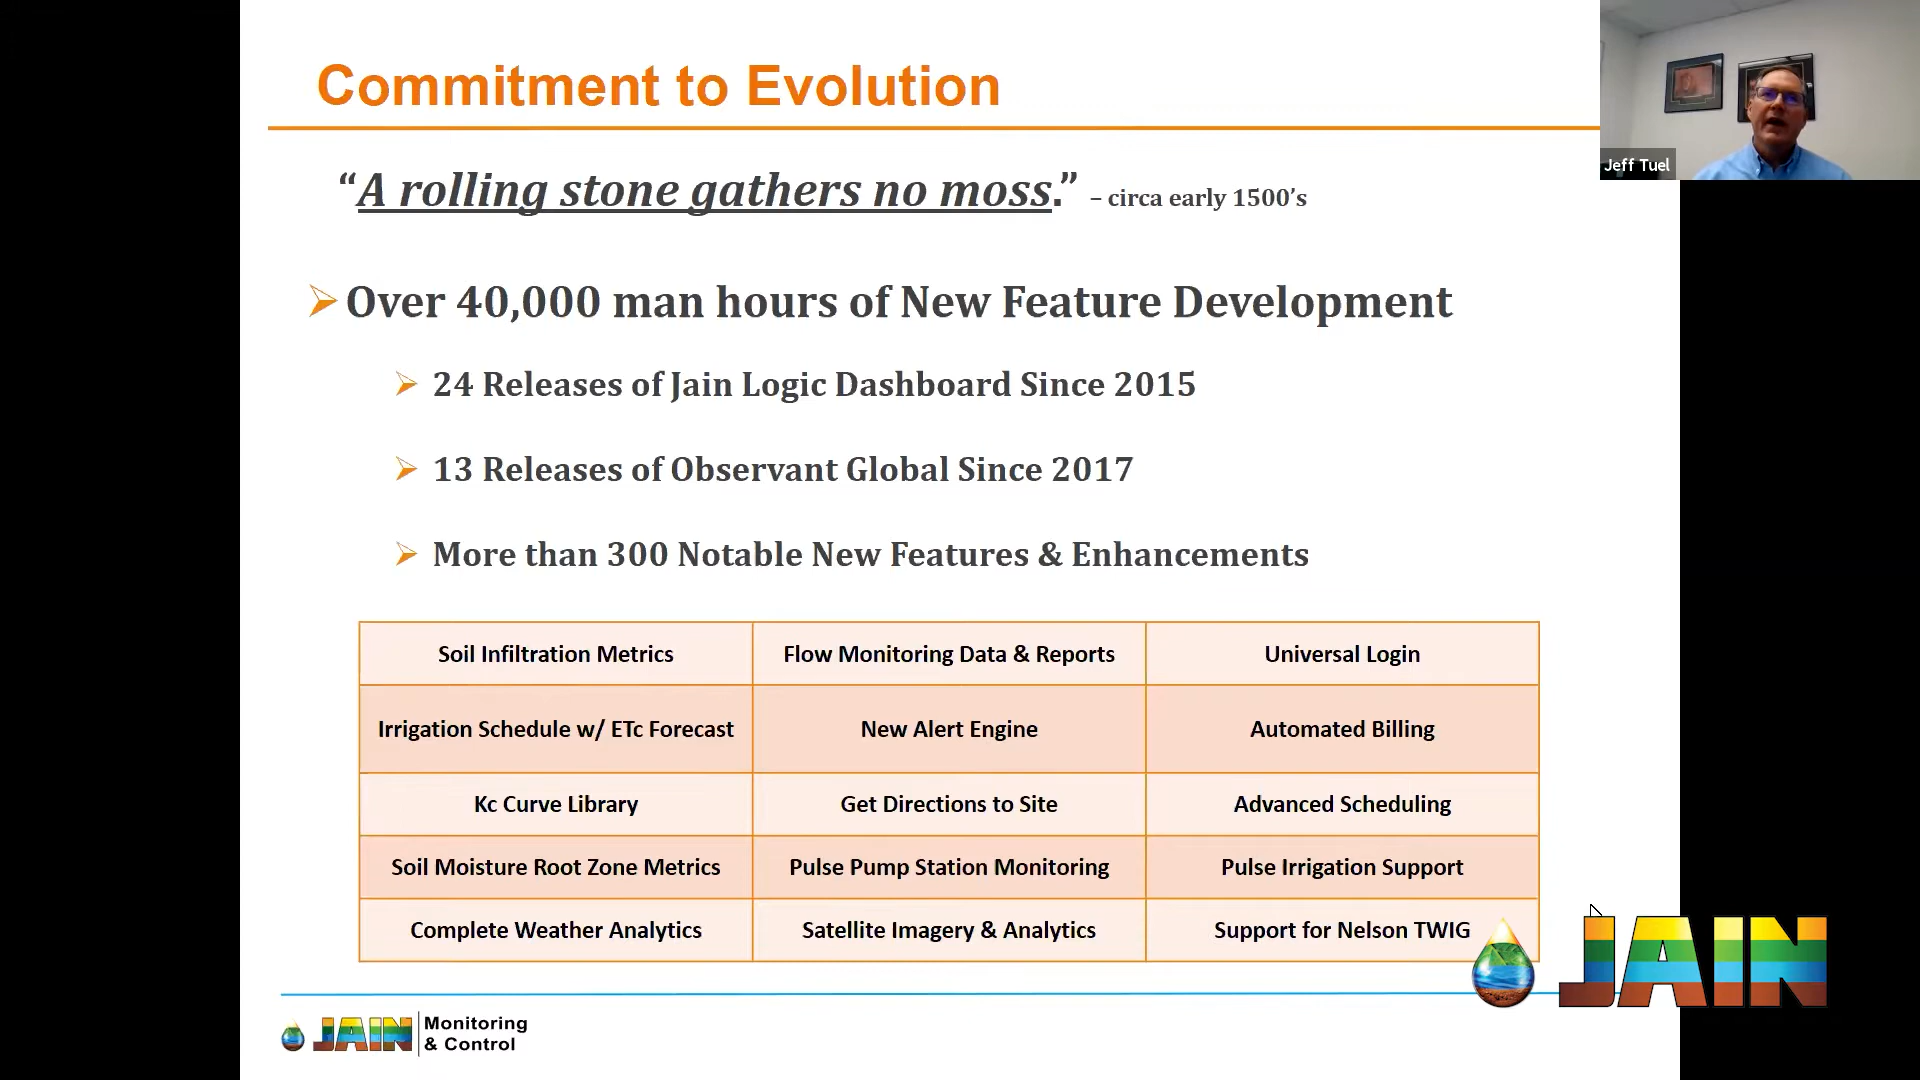 Commitment to Evolution
Jeff Tuel
“A rolling stone gathers no moss.” – circa early 1500’s
Over 40,000 man hours of New Feature Development
24 Releases of Jain Logic Dashboard Since 2015
13 Releases of Observant Global Since 2017
More than 300 Notable New Features & Enhancements
Soil Infiltration Metrics
Flow Monitoring Data & Reports
Universal Login
Irrigation Schedule w/ ETc Forecast
New Alert Engine
Automated Billing
Kc Curve Library
Get Directions to Site
Advanced Scheduling
Soil Moisture Root Zone Metrics
Pulse Pump Station Monitoring
Pulse Irrigation Support
Complete Weather Analytics
Satellite Imagery & Analytics
Support for Nelson TWIG
JAIN
JAIN
Monitoring
& Control